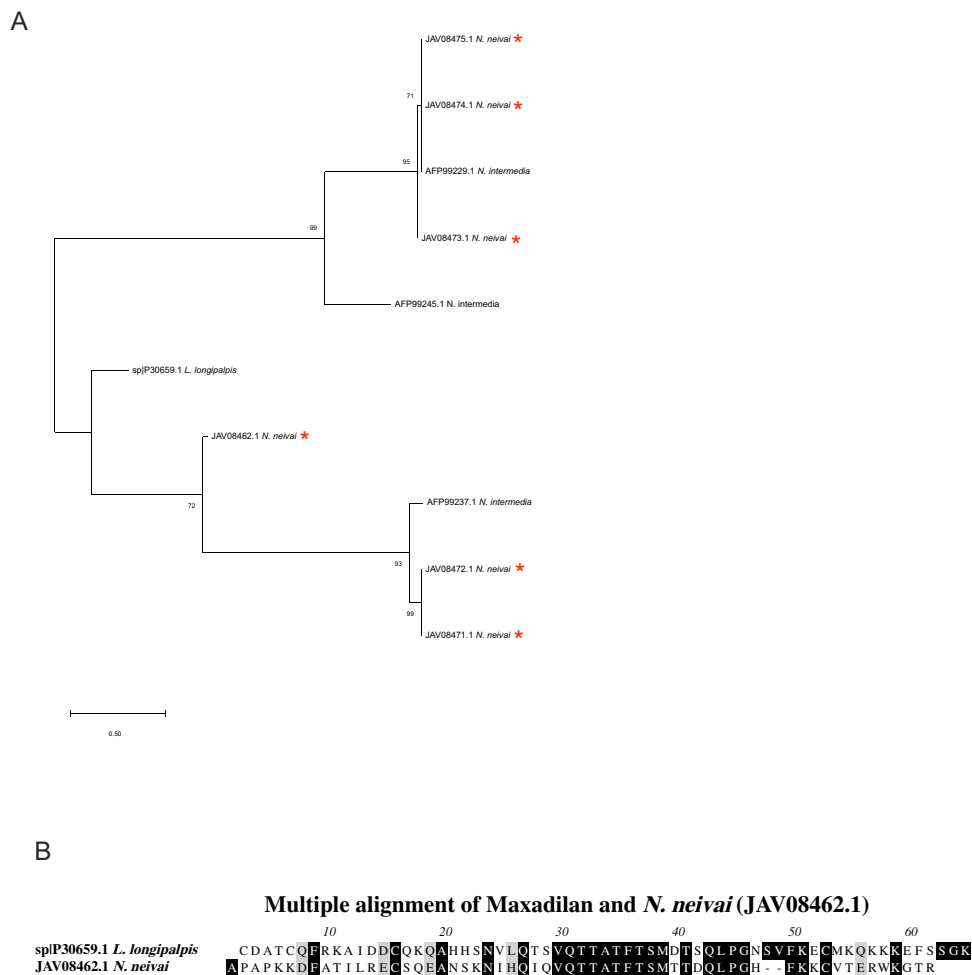 A
JAV08475.1 N. neivai *
71
JAV08474.1 N. neivai *
95
AFP99229.1 N. intermedia
99
JAV08473.1 N. neivai *
AFP99245.1 N. intermedia
sp|P30659.1 L. longipalpis
JAV08462.1 N. neivai *
72
AFP99237.1 N. intermedia
93
JAV08472.1 N. neivai *
99
JAV08471.1 N. neivai *
0.50
B
Multiple alignment of Maxadilan and N. neivai (JAV08462.1)
10 20 30 40 50 60
sp|P30659.1 L. longipalpis C D A T C Q F R K A I D D C Q K Q A H H S N V L Q T S V Q T T A T F T S M D T S Q L P G N S V F K E C M K Q K K K E F S S G K
JAV08462.1 N. neivai A P A P K K D F A T I L R E C S Q E A N S K N I H Q I Q V Q T T A T F T S M T T D Q L P G H - - F K K C V T E R W K G T R